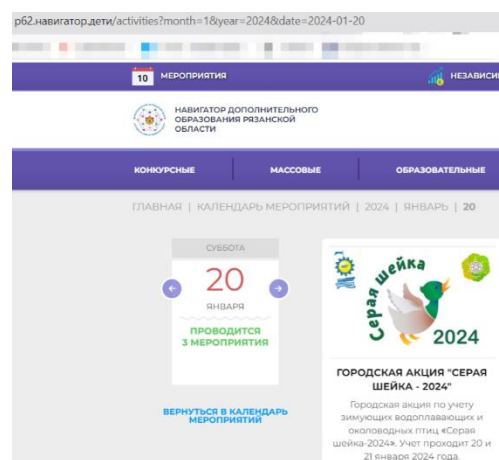 р62.навигатор.дети/activities?month=1&year=2024&date=2024-01-20
10 МЕРОПРИЯТИЯ
НЕЗАВИСИ
НАВИГАТОР ДОПОЛНИТЕЛЬНОГО
ОБРАЗОВАНИЯ РЯЗАНСКОЙ
ОБЛАСТИ
КОНКУРСНЫЕ МАССОВЫЕ ОБРАЗОВАТЕЛЬНЫЕ
ГЛАВНАЯ | КАЛЕНДАРЬ МЕРОПРИЯТИЙ | 2024 | ЯНВАРЬ | 20
СУББОТА
20
ЯНВАРЯ
ПРОВОДИТСЯ
3 МЕРОПРИЯТИЯ
ВЕРНУТЬСЯ В КАЛЕНДАРЬ
МЕРОПРИЯТИЙ
Серая шейка
2024
ГОРОДСКАЯ АКЦИЯ "СЕРАЯ
ШЕЙКА - 2024"
Городская акция по учету
зимующих водоплавающих и
околоводных птиц «Серая
шейка-2024». Учет проходит 20 и
21 января 2024 года.